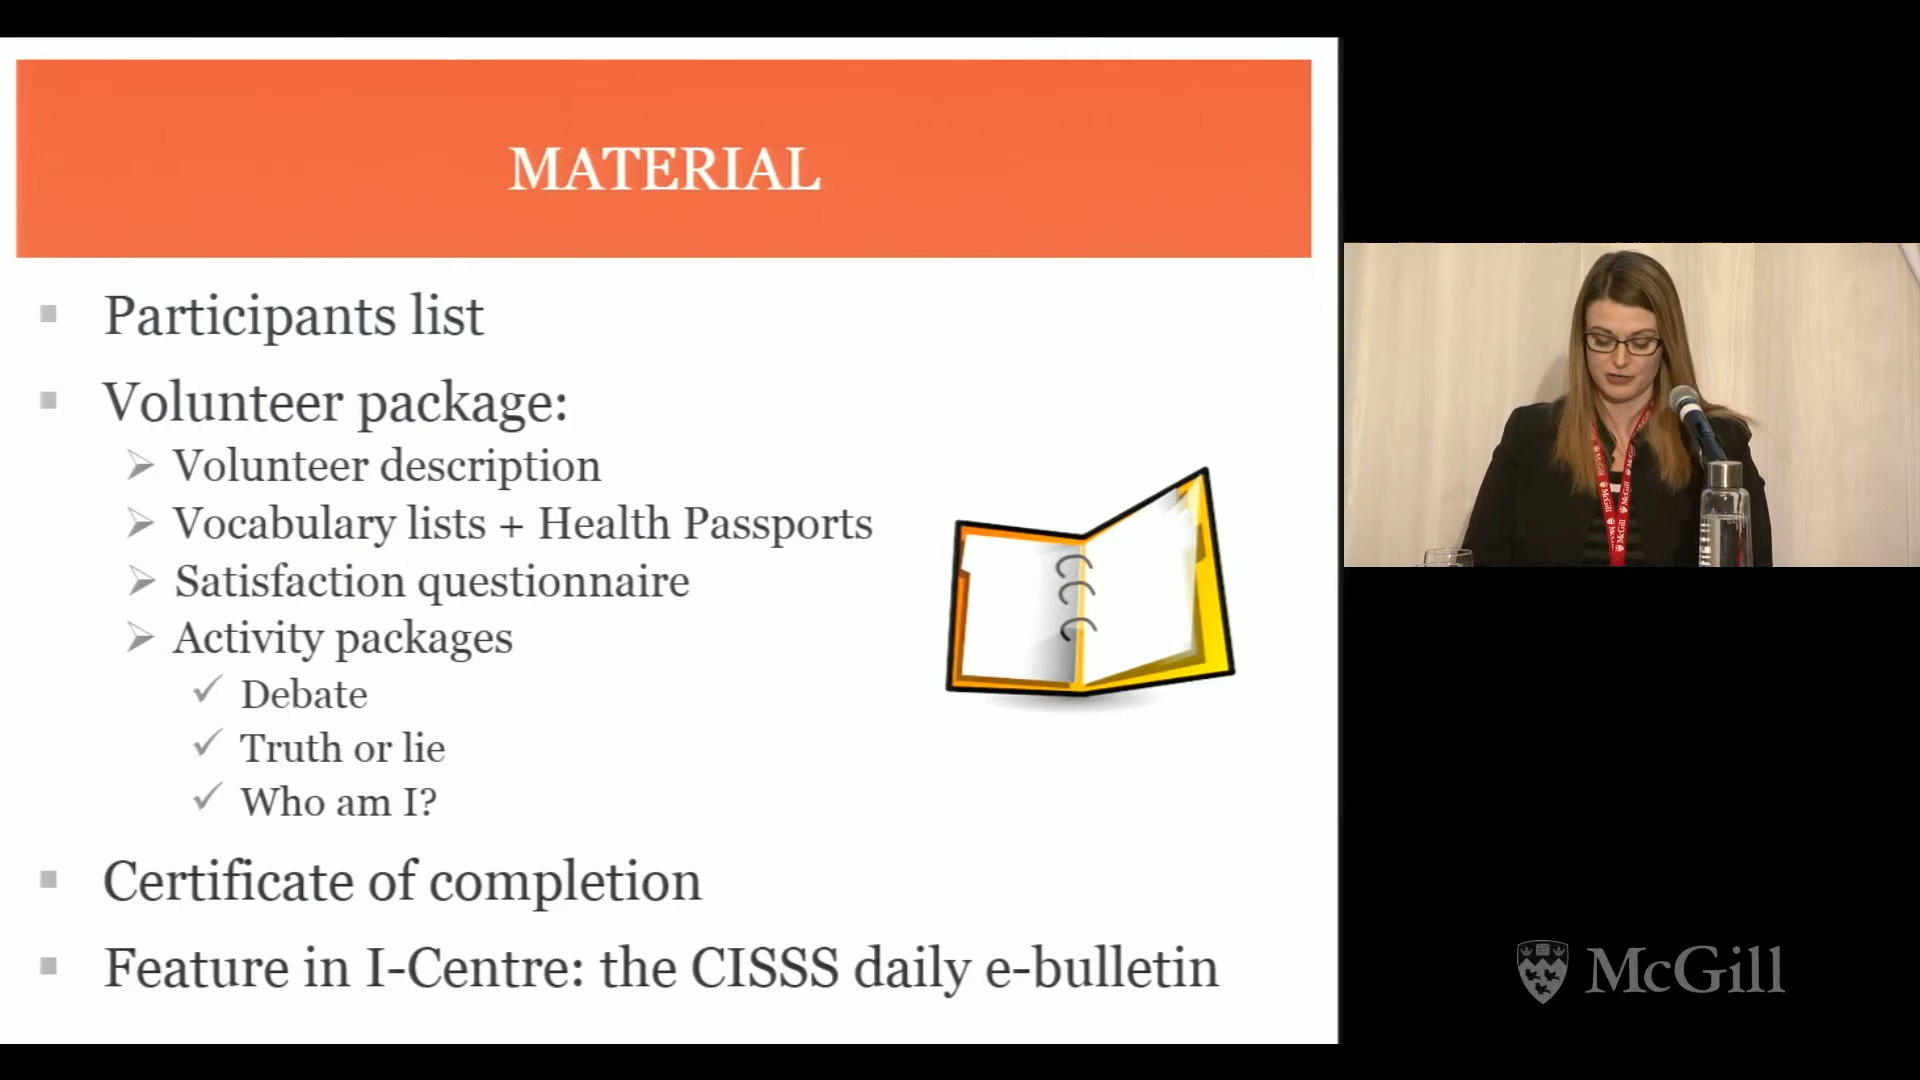 MATERIAL
Participants list
Volunteer package:
Volunteer description
Vocabulary lists + Health Passports
Satisfaction questionnaire
Activity packages
Debate
Truth or lie
Who am I?
Certificate of completion
Feature in I-Centre: the CISSS daily e-bulletin
McGill